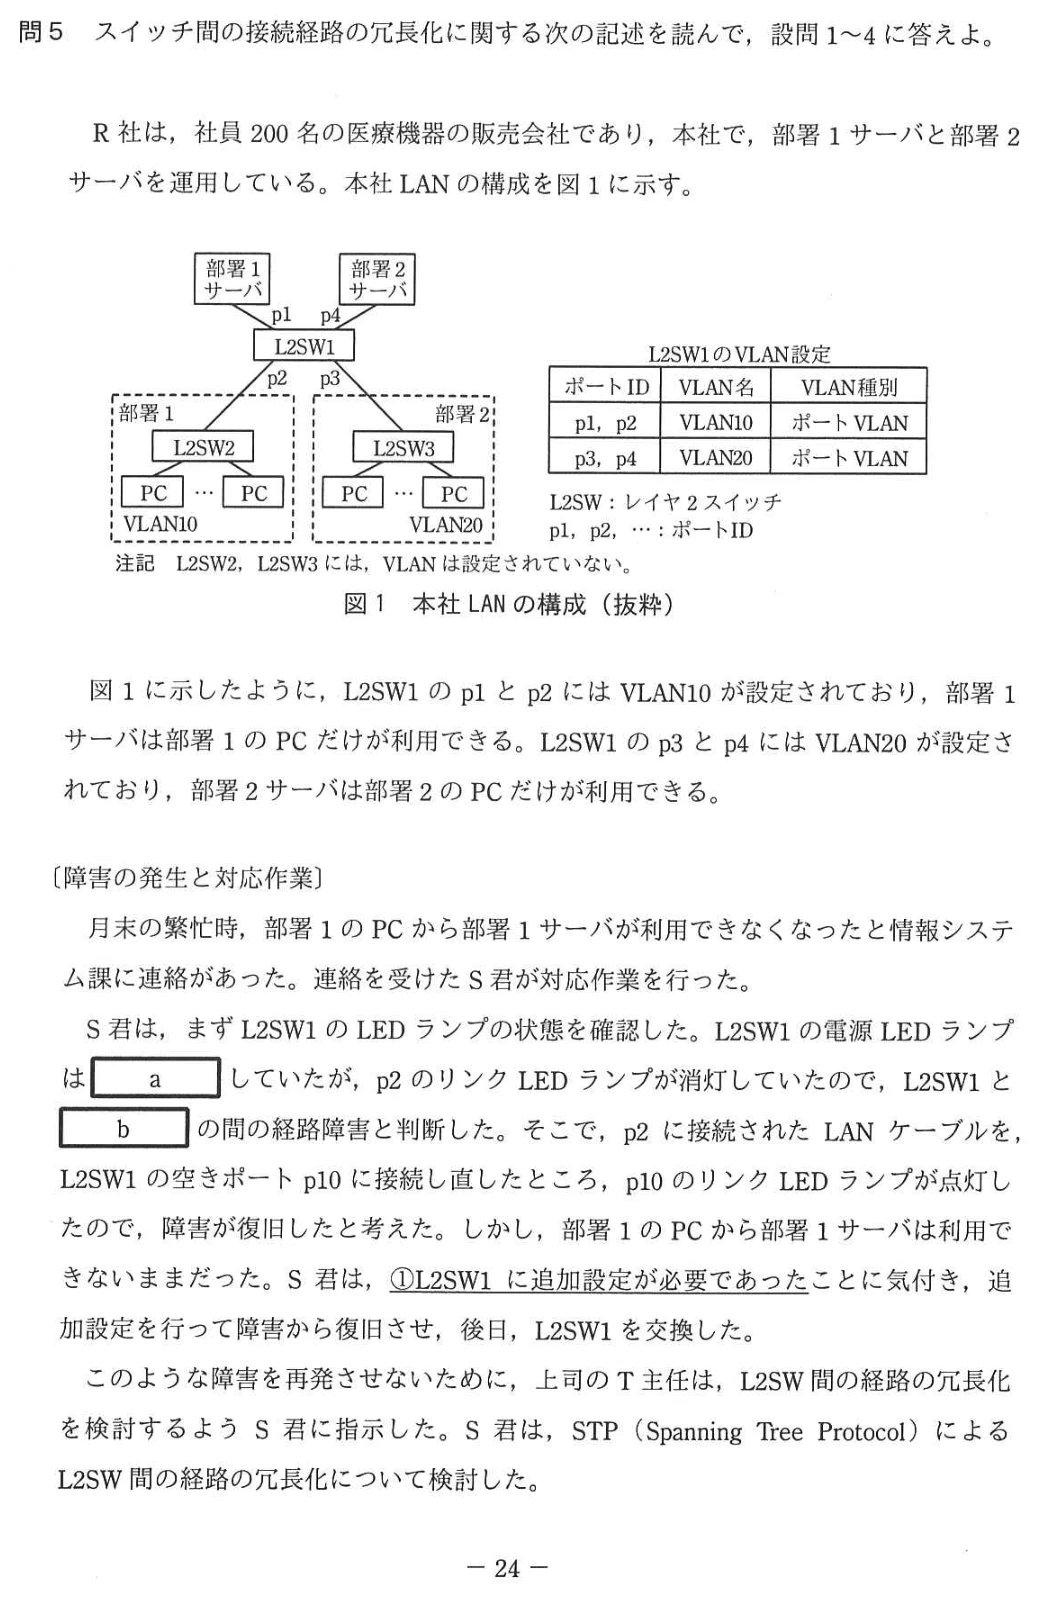 問5 スイッチ間の接続経路の冗長化に関する次の記述を読んで，設問1～4に答えよ。
R社は，社員200名の医療機器の販売会社であり，本社で，部署1サーバと部署2
サーバを運用している。本社LANの構成を図1に示す。
部署1
サーバ
部署2
サーバ
p1 p4
L2SW1
p2 p3
部署1
L2SW2
PC … PC
VLAN10
部署2
L2SW3
PC … PC
VLAN20
L2SW1のVLAN設定
ポートID VLAN名 VLAN種別
p1，p2 VLAN10 ポートVLAN
p3，p4 VLAN20 ポートVLAN
L2SW：レイヤ2スイッチ
p1，p2，…：ポートID
注記 L2SW2，L2SW3には，VLANは設定されていない。
図1 本社LANの構成（抜粋）
図1に示したように，L2SW1のp1とp2にはVLAN10が設定されており，部署1
サーバは部署1のPCだけが利用できる。L2SW1のp3とp4にはVLAN20が設定さ
れており，部署2サーバは部署2のPCだけが利用できる。
〔障害の発生と対応作業〕
月末の繁忙時，部署1のPCから部署1サーバが利用できなくなったと情報システ
ム課に連絡があった。連絡を受けたS君が対応作業を行った。
S君は，まずL2SW1のLEDランプの状態を確認した。L2SW1の電源LEDランプ
は a していたが，p2のリンクLEDランプが消灯していたので，L2SW1と
b の間の経路障害と判断した。そこで，p2に接続されたLANケーブルを，
L2SW1の空きポートp10に接続し直したところ，p10のリンクLEDランプが点灯し
たので，障害が復旧したと考えた。しかし，部署1のPCから部署1サーバは利用で
きないままだった。S君は，①L2SW1に追加設定が必要であったことに気付き，追
加設定を行って障害から復旧させ，後日，L2SW1を交換した。
このような障害を再発させないために，上司のT主任は，L2SW間の経路の冗長化
を検討するようS君に指示した。S君は，STP（Spanning Tree Protocol）による
L2SW間の経路の冗長化について検討した。
－ 24 －